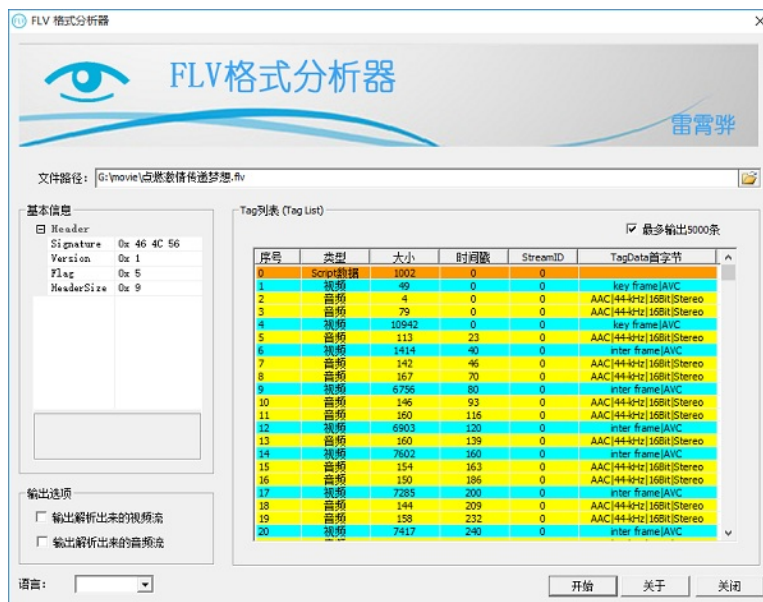 FLV 格式分析器
FLV格式分析器
雷霄骅
文件路径： G:\movie\点燃激情传递梦想.flv
基本信息
Header
Signature 0x 46 4C 56
Version 0x 1
Flag 0x 5
HeaderSize 0x 9
输出选项
输出解析出来的视频流
输出解析出来的音频流
Tag列表 (Tag List)
最多输出5000条
序号 类型 大小 时间戳 StreamID TagData首字节
0 Script数据 1002 0 0
1 视频 49 0 0 key frame|AVC
2 音频 4 0 0 AAC|44-kHz|16Bit|Stereo
3 音频 79 0 0 AAC|44-kHz|16Bit|Stereo
4 视频 10942 0 0 key frame|AVC
5 音频 113 23 0 AAC|44-kHz|16Bit|Stereo
6 视频 1414 40 0 inter frame|AVC
7 音频 142 46 0 AAC|44-kHz|16Bit|Stereo
8 音频 167 70 0 AAC|44-kHz|16Bit|Stereo
9 视频 6756 80 0 inter frame|AVC
10 音频 146 93 0 AAC|44-kHz|16Bit|Stereo
11 音频 160 116 0 AAC|44-kHz|16Bit|Stereo
12 视频 6903 120 0 inter frame|AVC
13 音频 160 139 0 AAC|44-kHz|16Bit|Stereo
14 视频 7602 160 0 inter frame|AVC
15 音频 154 163 0 AAC|44-kHz|16Bit|Stereo
16 音频 150 186 0 AAC|44-kHz|16Bit|Stereo
17 视频 7285 200 0 inter frame|AVC
18 音频 144 209 0 AAC|44-kHz|16Bit|Stereo
19 音频 158 232 0 AAC|44-kHz|16Bit|Stereo
20 视频 7417 240 0 inter frame|AVC
语言：
开始 关于 关闭